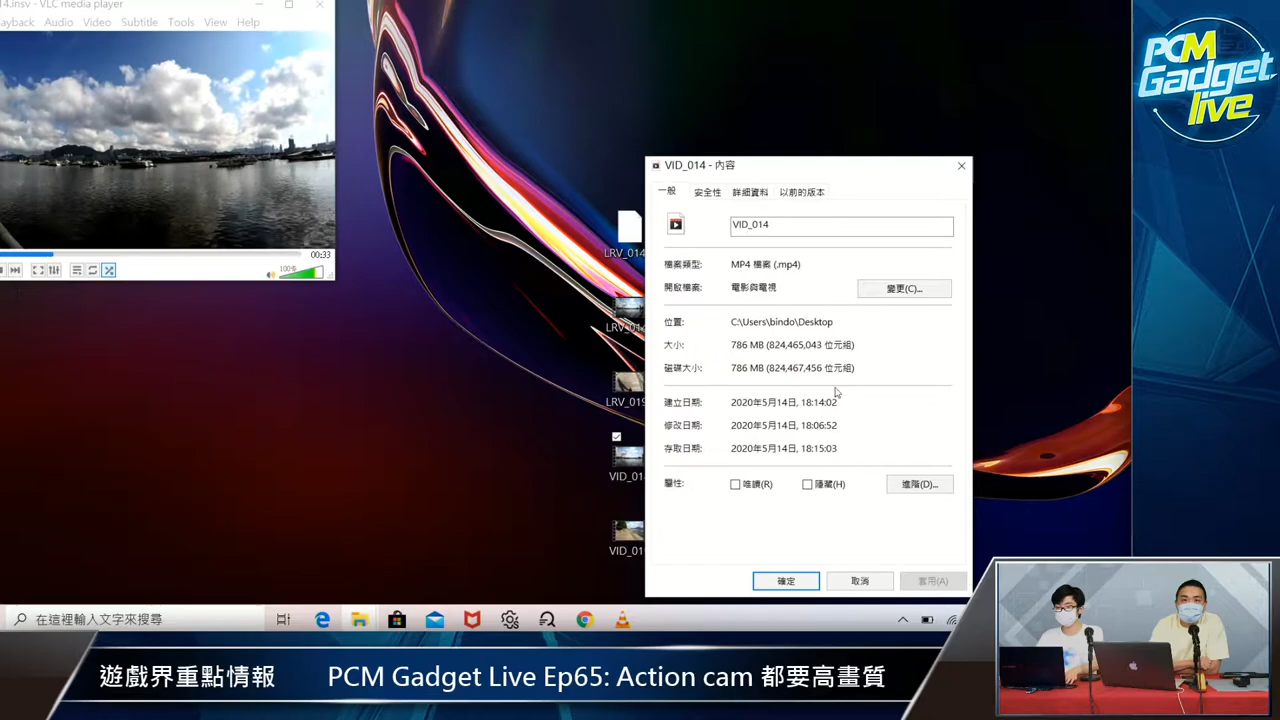 14.insv - VLC media player
ayback Audio Video Subtitle Tools View Help
00:33
100%
PCM
Gadget
live
LRV_014
LRV_01
LRV_019
VID_01
VID_019
VID_014 - 內容
一般 安全性 詳細資料 以前的版本
VID_014
檔案類型: MP4 檔案 (.mp4)
開啟檔案: 電影與電視 變更(C)...
位置: C:\Users\bindo\Desktop
大小: 786 MB (824,465,043 位元組)
磁碟大小: 786 MB (824,467,456 位元組)
建立日期: 2020年5月14日, 18:14:02
修改日期: 2020年5月14日, 18:06:52
存取日期: 2020年5月14日, 18:15:03
屬性: 唯讀(R) 隱藏(H) 進階(D)...
確定 取消 套用(A)
在這裡輸入文字來搜尋
遊戲界重點情報 PCM Gadget Live Ep65: Action cam 都要高畫質